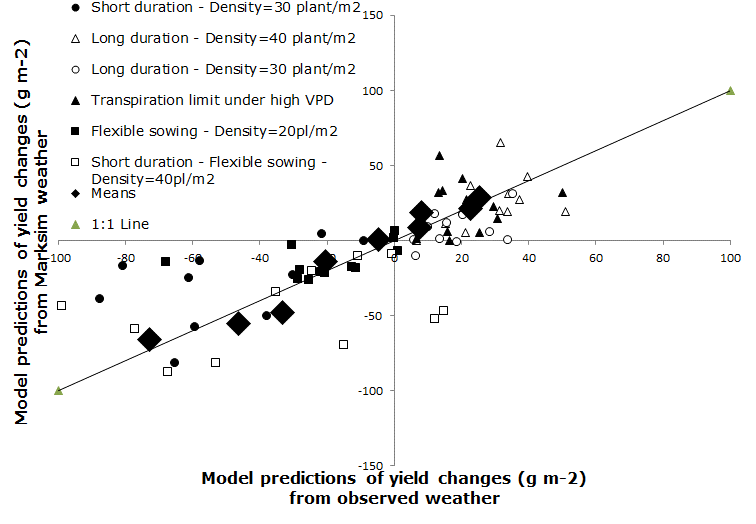 Short duration - Density=30 plant/m2
Long duration - Density=40 plant/m2
Long duration - Density=30 plant/m2
Transpiration limit under high VPD
Flexible sowing - Density=20pl/m2
Short duration - Flexible sowing -
Density=40pl/m2
Means
1:1 Line
Model predictions of yield changes (g m-2)
from Marksim weather
150
100
50
0
-50
-100
-150
-100
-80
-60
-40
-20
0
20
40
60
80
100
Model predictions of yield changes (g m-2)
from observed weather